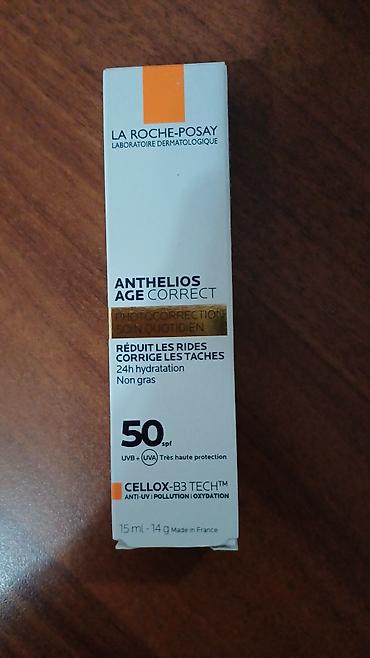 LA ROCHE-POSAY
LABORATOIRE DERMATOLOGIQUE
ANTHELIOS
AGE CORRECT
PHOTOCORRECTION
SOIN QUOTIDIEN
RÉDUIT LES RIDES
CORRIGE LES TACHES
24h hydratation
Non gras
50 spf
UVB + UVA Très haute protection
CELLOX-B3 TECH™
ANTI-UV | POLLUTION | OXYDATION
15 ml - 14 g Made in France